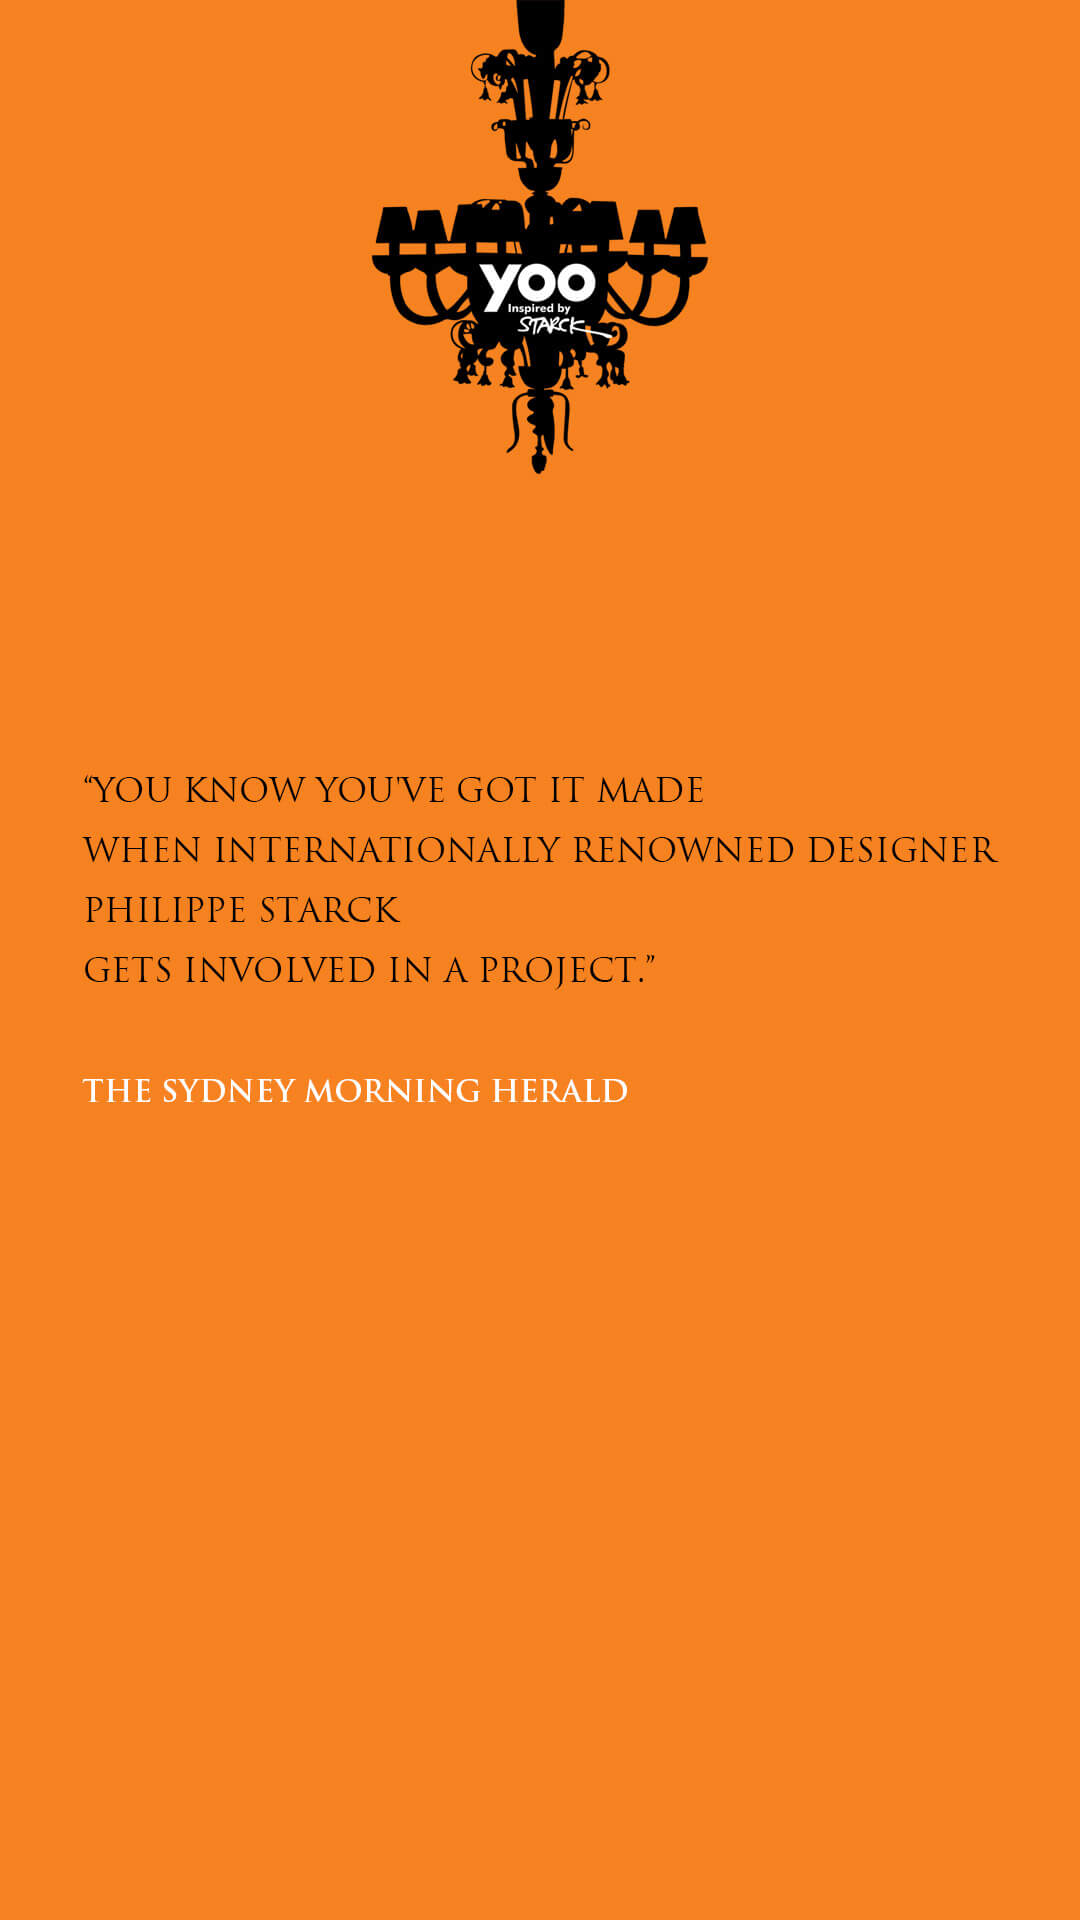 yoo
Inspired by
STARCK
“YOU KNOW YOU'VE GOT IT MADE
WHEN INTERNATIONALLY RENOWNED DESIGNER
PHILIPPE STARCK
GETS INVOLVED IN A PROJECT.”
THE SYDNEY MORNING HERALD